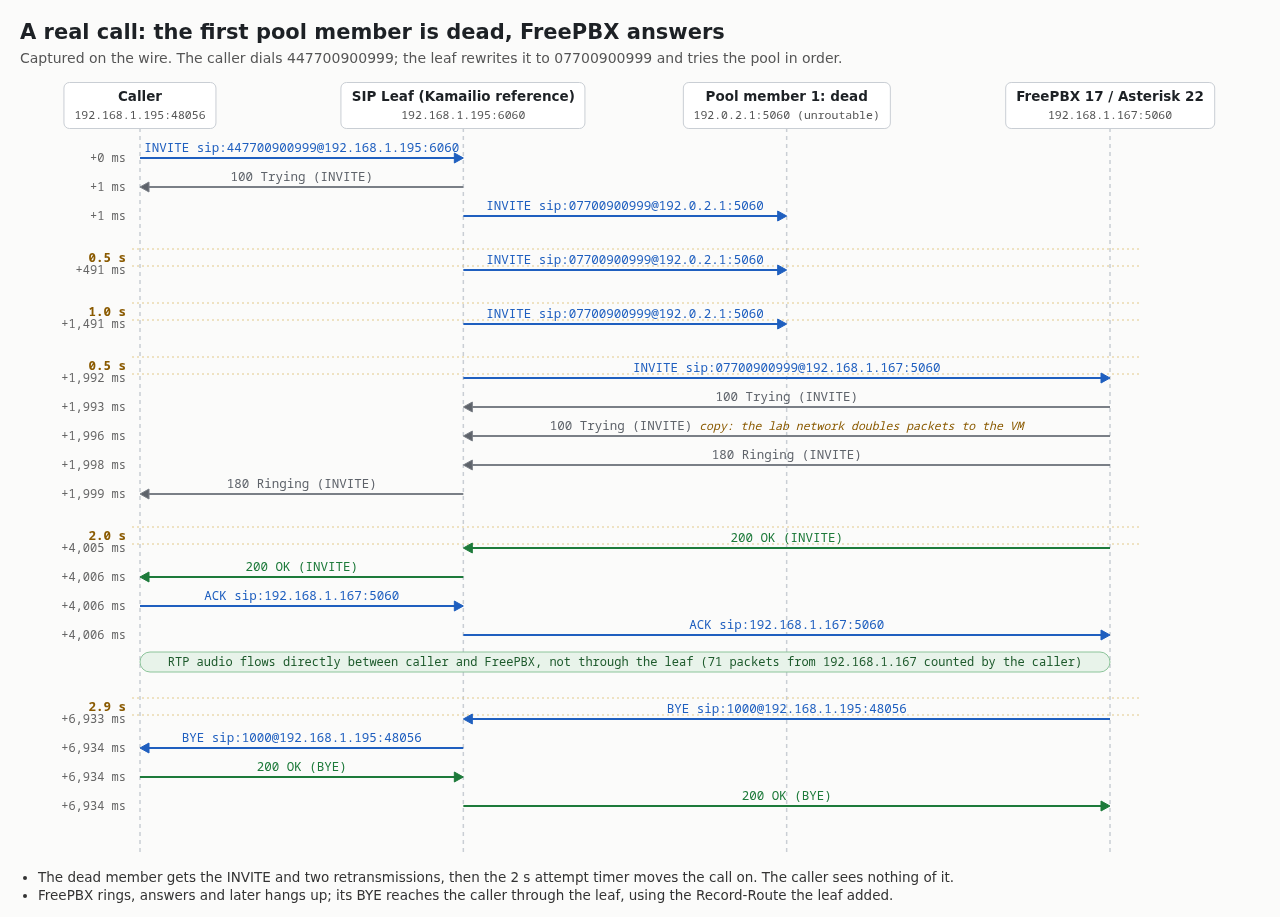 A real call: the first pool member is dead, FreePBX answers
Captured on the wire. The caller dials 447700900999; the leaf rewrites it to 07700900999 and tries the pool in order.
Caller
192.168.1.195:48056
SIP Leaf (Kamailio reference)
192.168.1.195:6060
Pool member 1: dead
192.0.2.1:5060 (unroutable)
FreePBX 17 / Asterisk 22
192.168.1.167:5060
+0 ms INVITE sip:447700900999@192.168.1.195:6060
+1 ms 100 Trying (INVITE)
+1 ms INVITE sip:07700900999@192.0.2.1:5060
0.5 s
+491 ms INVITE sip:07700900999@192.0.2.1:5060
1.0 s
+1,491 ms INVITE sip:07700900999@192.0.2.1:5060
0.5 s
+1,992 ms INVITE sip:07700900999@192.168.1.167:5060
+1,993 ms 100 Trying (INVITE)
+1,996 ms 100 Trying (INVITE) copy: the lab network doubles packets to the VM
+1,998 ms 180 Ringing (INVITE)
+1,999 ms 180 Ringing (INVITE)
2.0 s
+4,005 ms 200 OK (INVITE)
+4,006 ms 200 OK (INVITE)
+4,006 ms ACK sip:192.168.1.167:5060
+4,006 ms ACK sip:192.168.1.167:5060
RTP audio flows directly between caller and FreePBX, not through the leaf (71 packets from 192.168.1.167 counted by the caller)
2.9 s
+6,933 ms BYE sip:1000@192.168.1.195:48056
+6,934 ms BYE sip:1000@192.168.1.195:48056
+6,934 ms 200 OK (BYE)
+6,934 ms 200 OK (BYE)
• The dead member gets the INVITE and two retransmissions, then the 2 s attempt timer moves the call on. The caller sees nothing of it.
• FreePBX rings, answers and later hangs up; its BYE reaches the caller through the leaf, using the Record-Route the leaf added.